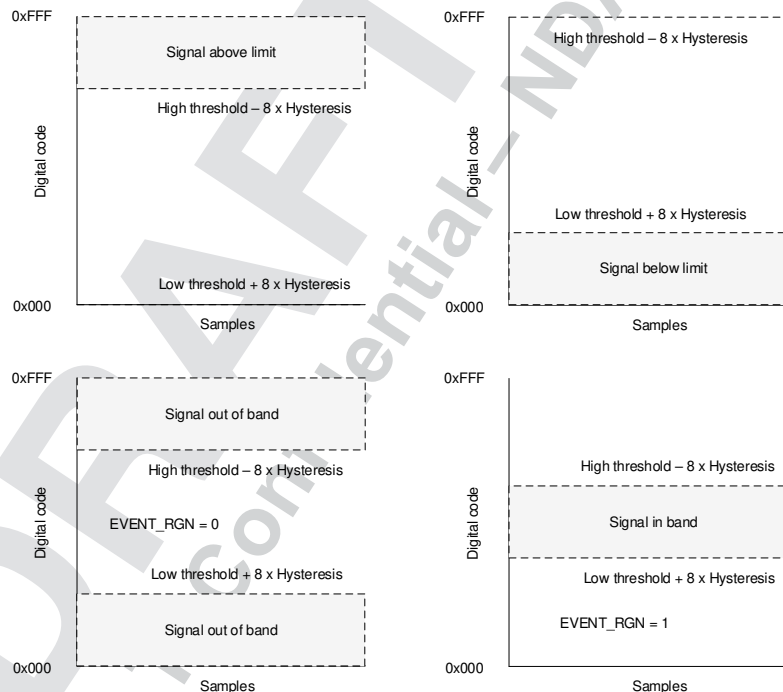 0xFFF
Signal above limit
High threshold – 8 x Hysteresis
Digital code
Low threshold + 8 x Hysteresis
0x000
Samples
0xFFF
High threshold – 8 x Hysteresis
Digital code
Low threshold + 8 x Hysteresis
Signal below limit
0x000
Samples
0xFFF
Signal out of band
High threshold – 8 x Hysteresis
Digital code
EVENT_RGN = 0
Low threshold + 8 x Hysteresis
Signal out of band
0x000
Samples
0xFFF
High threshold – 8 x Hysteresis
Signal in band
Digital code
Low threshold + 8 x Hysteresis
EVENT_RGN = 1
0x000
Samples
DRAFT
Confidential – NDA